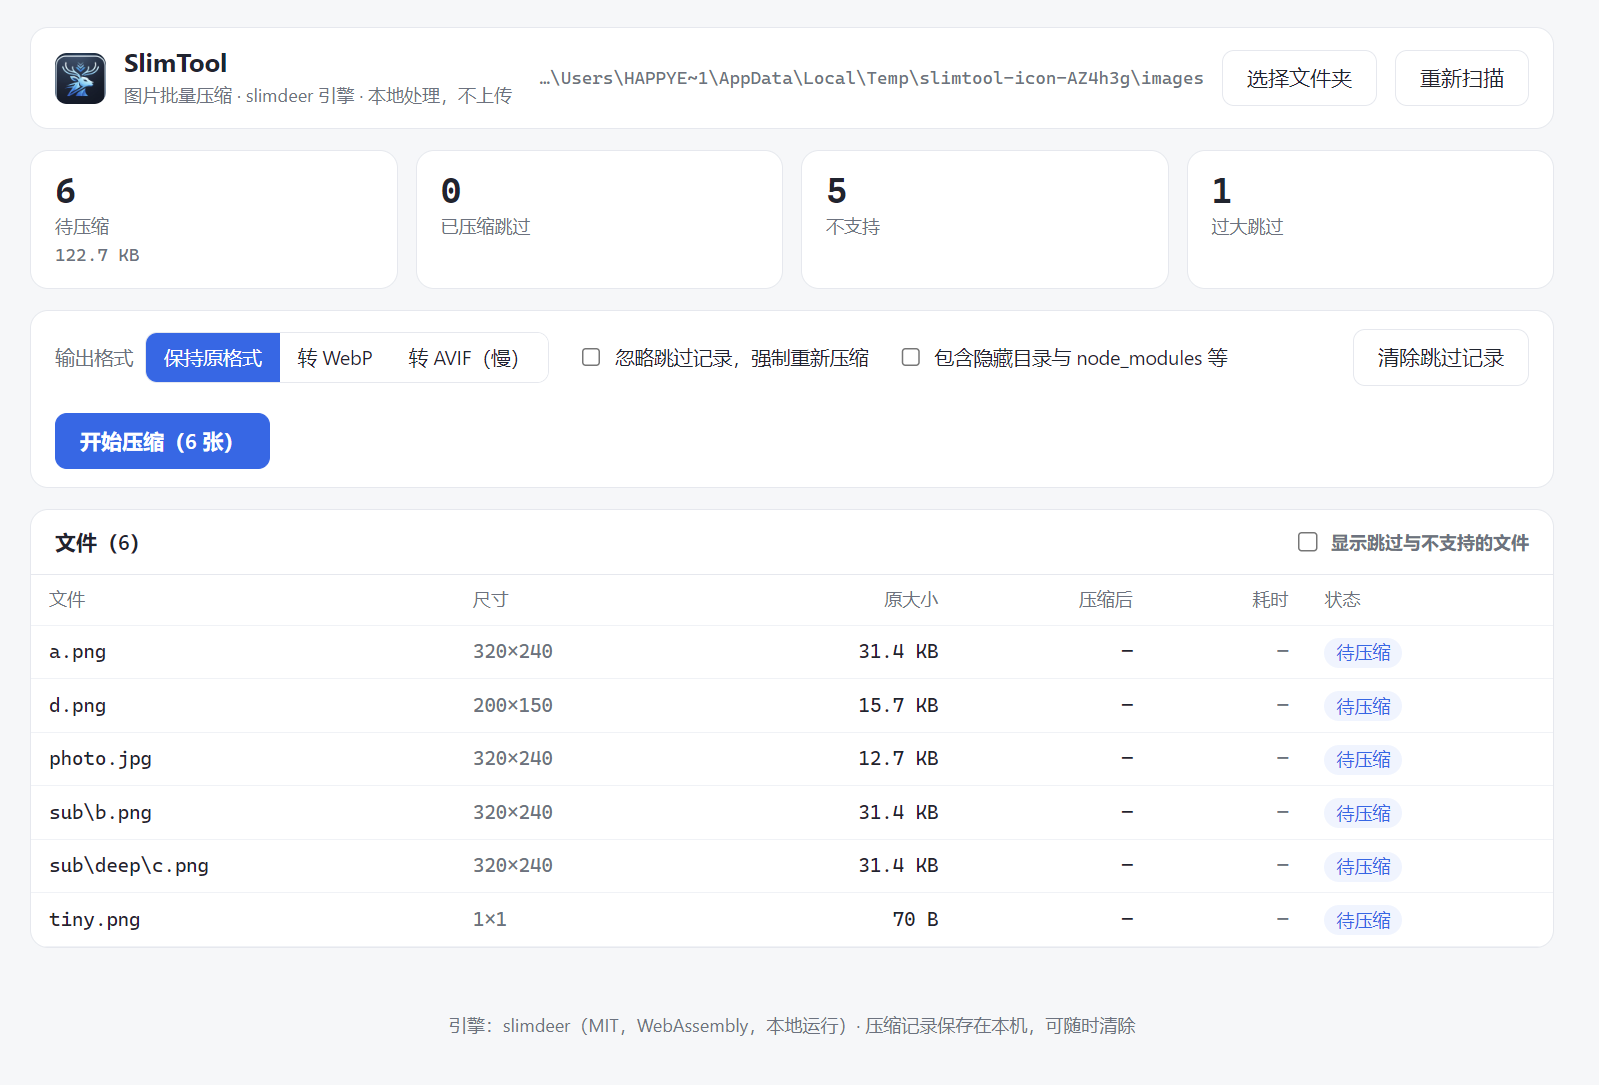 SlimTool
图片批量压缩 · slimdeer 引擎 · 本地处理，不上传
…\Users\HAPPYE~1\AppData\Local\Temp\slimtool-icon-AZ4h3g\images
选择文件夹
重新扫描
6
待压缩
122.7 KB
0
已压缩跳过
5
不支持
1
过大跳过
输出格式 保持原格式 转 WebP 转 AVIF（慢） 忽略跳过记录，强制重新压缩 包含隐藏目录与 node_modules 等 清除跳过记录
开始压缩（6 张）
文件（6） 显示跳过与不支持的文件
文件 尺寸 原大小 压缩后 耗时 状态
a.png 320×240 31.4 KB — — 待压缩
d.png 200×150 15.7 KB — — 待压缩
photo.jpg 320×240 12.7 KB — — 待压缩
sub\b.png 320×240 31.4 KB — — 待压缩
sub\deep\c.png 320×240 31.4 KB — — 待压缩
tiny.png 1×1 70 B — — 待压缩
引擎：slimdeer（MIT，WebAssembly，本地运行）· 压缩记录保存在本机，可随时清除